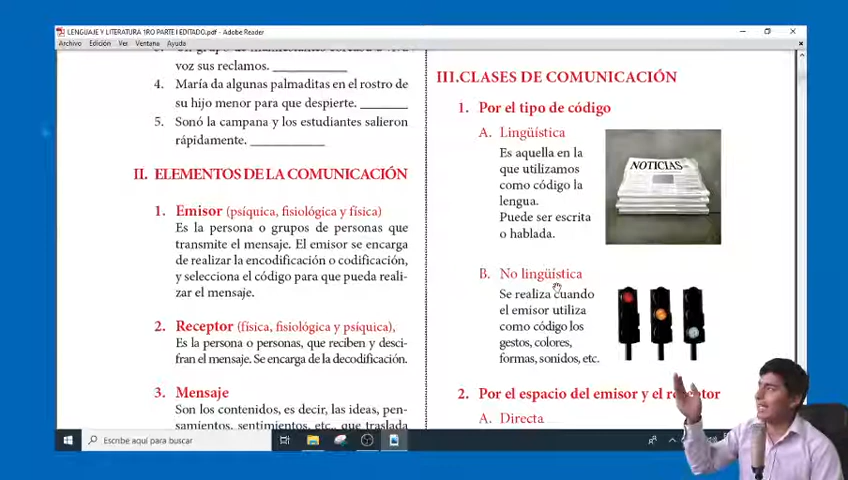 LENGUAJE Y LITERATURA 1RO PARTE I EDITADO.pdf - Adobe Reader
Archivo Edición Ver Ventana Ayuda
voz sus reclamos. __________
4. María da algunas palmaditas en el rostro de
su hijo menor para que despierte. ______
5. Sonó la campana y los estudiantes salieron
rápidamente. __________
II. ELEMENTOS DE LA COMUNICACIÓN
1. Emisor (psíquica, fisiológica y física)
Es la persona o grupos de personas que
transmite el mensaje. El emisor se encarga
de realizar la encodificación o codificación,
y selecciona el código para que pueda reali-
zar el mensaje.
2. Receptor (física, fisiológica y psíquica),
Es la persona o personas, que reciben y desci-
fran el mensaje. Se encarga de la decodificación.
3. Mensaje
Son los contenidos, es decir, las ideas, pen-
samientos, sentimientos, etc., que traslada
III.CLASES DE COMUNICACIÓN
1. Por el tipo de código
A. Lingüística
Es aquella en la
que utilizamos
como código la
lengua.
Puede ser escrita
o hablada.
NOTICIAS
B. No lingüística
Se realiza cuando
el emisor utiliza
como código los
gestos, colores,
formas, sonidos, etc.
2. Por el espacio del emisor y el receptor
A. Directa
Escribe aquí para buscar